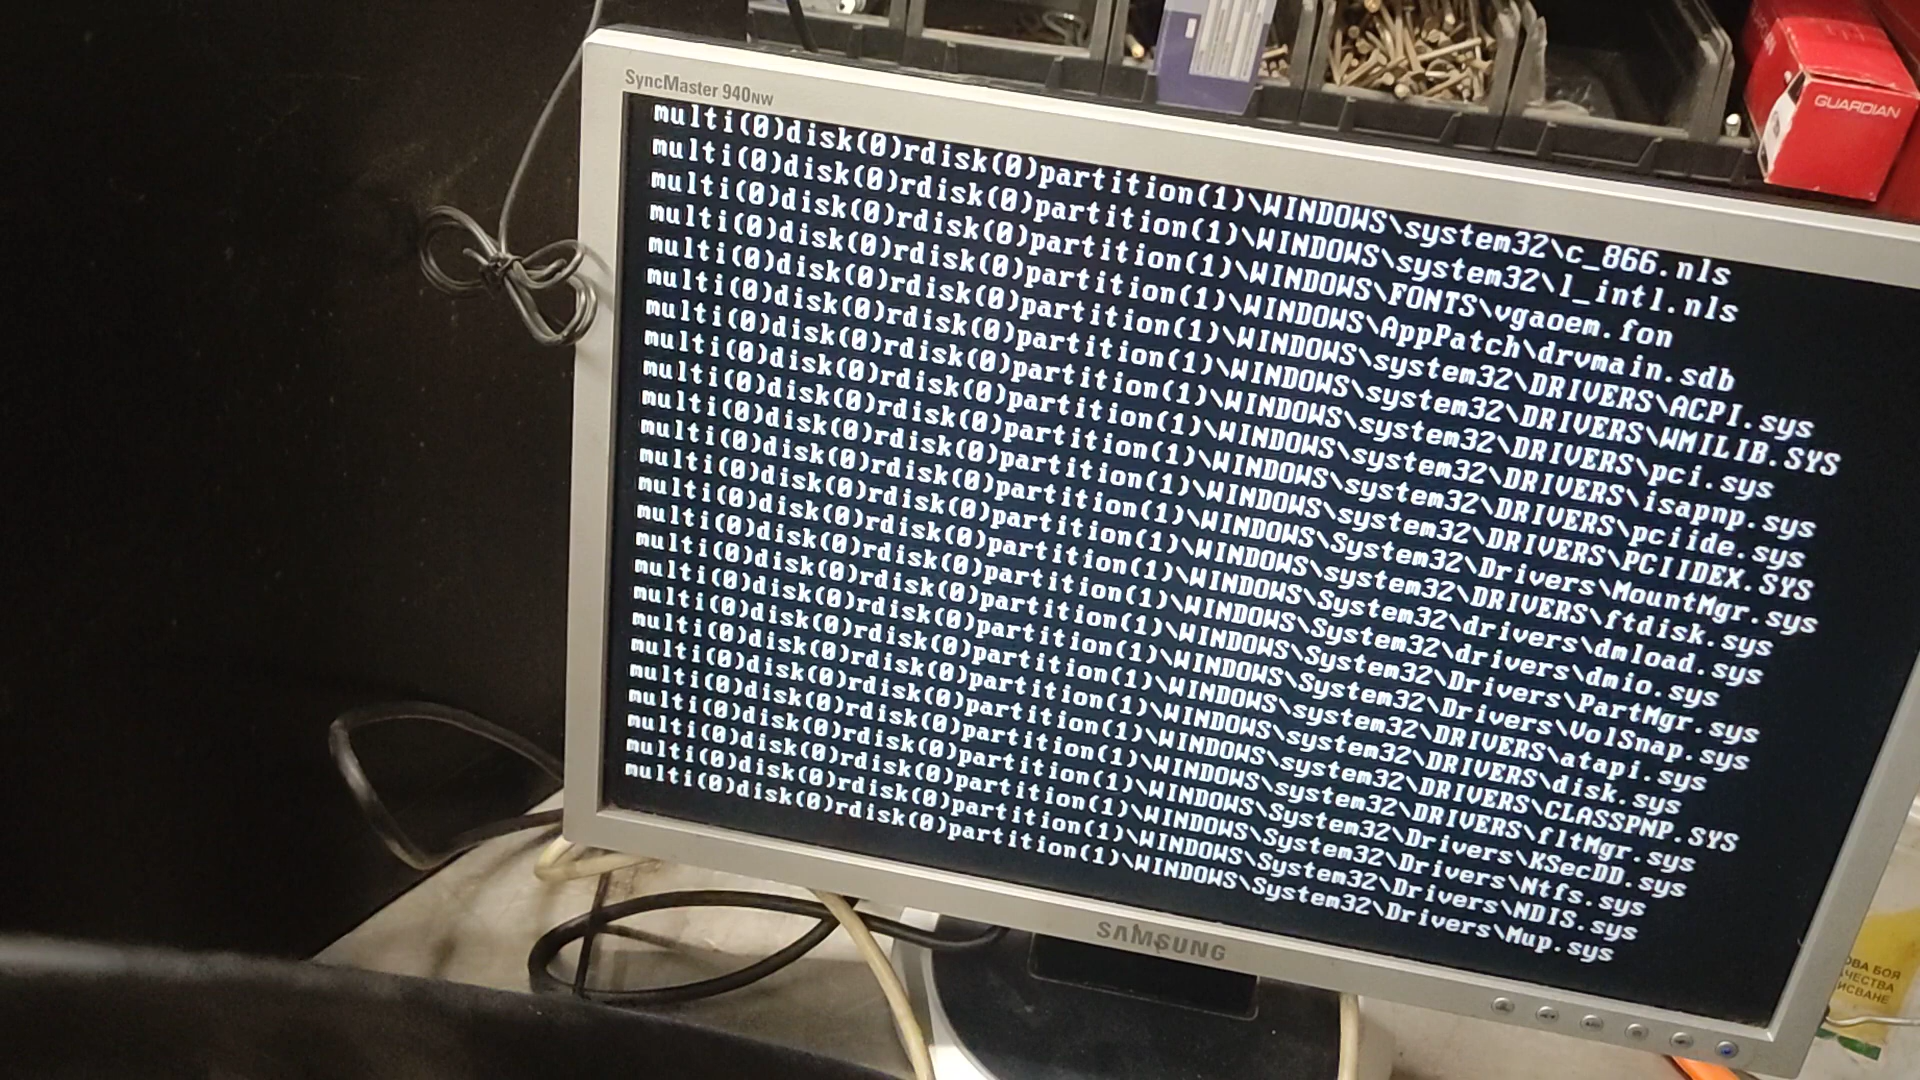 SyncMaster 940NW
GUARDIAN
multi(0)disk(0)rdisk(0)partition(1)\WINDOWS\system32\c_866.nls
multi(0)disk(0)rdisk(0)partition(1)\WINDOWS\system32\l_intl.nls
multi(0)disk(0)rdisk(0)partition(1)\WINDOWS\FONTS\vgaoem.fon
multi(0)disk(0)rdisk(0)partition(1)\WINDOWS\AppPatch\drvmain.sdb
multi(0)disk(0)rdisk(0)partition(1)\WINDOWS\system32\DRIVERS\ACPI.sys
multi(0)disk(0)rdisk(0)partition(1)\WINDOWS\system32\DRIVERS\WMILIB.SYS
multi(0)disk(0)rdisk(0)partition(1)\WINDOWS\system32\DRIVERS\pci.sys
multi(0)disk(0)rdisk(0)partition(1)\WINDOWS\system32\DRIVERS\isapnp.sys
multi(0)disk(0)rdisk(0)partition(1)\WINDOWS\system32\DRIVERS\pciide.sys
multi(0)disk(0)rdisk(0)partition(1)\WINDOWS\system32\DRIVERS\PCIIDEX.SYS
multi(0)disk(0)rdisk(0)partition(1)\WINDOWS\System32\Drivers\MountMgr.sys
multi(0)disk(0)rdisk(0)partition(1)\WINDOWS\system32\DRIVERS\ftdisk.sys
multi(0)disk(0)rdisk(0)partition(1)\WINDOWS\System32\drivers\dmload.sys
multi(0)disk(0)rdisk(0)partition(1)\WINDOWS\System32\drivers\dmio.sys
multi(0)disk(0)rdisk(0)partition(1)\WINDOWS\System32\Drivers\PartMgr.sys
multi(0)disk(0)rdisk(0)partition(1)\WINDOWS\System32\Drivers\VolSnap.sys
multi(0)disk(0)rdisk(0)partition(1)\WINDOWS\system32\DRIVERS\atapi.sys
multi(0)disk(0)rdisk(0)partition(1)\WINDOWS\system32\DRIVERS\disk.sys
multi(0)disk(0)rdisk(0)partition(1)\WINDOWS\system32\DRIVERS\CLASSPNP.SYS
multi(0)disk(0)rdisk(0)partition(1)\WINDOWS\system32\DRIVERS\fltMgr.sys
multi(0)disk(0)rdisk(0)partition(1)\WINDOWS\System32\Drivers\KSecDD.sys
multi(0)disk(0)rdisk(0)partition(1)\WINDOWS\System32\Drivers\Ntfs.sys
multi(0)disk(0)rdisk(0)partition(1)\WINDOWS\System32\Drivers\NDIS.sys
multi(0)disk(0)rdisk(0)partition(1)\WINDOWS\System32\Drivers\Mup.sys
SAMSUNG
ОВА БОЯ
ЧЕСТВА
ИСВАНЕ